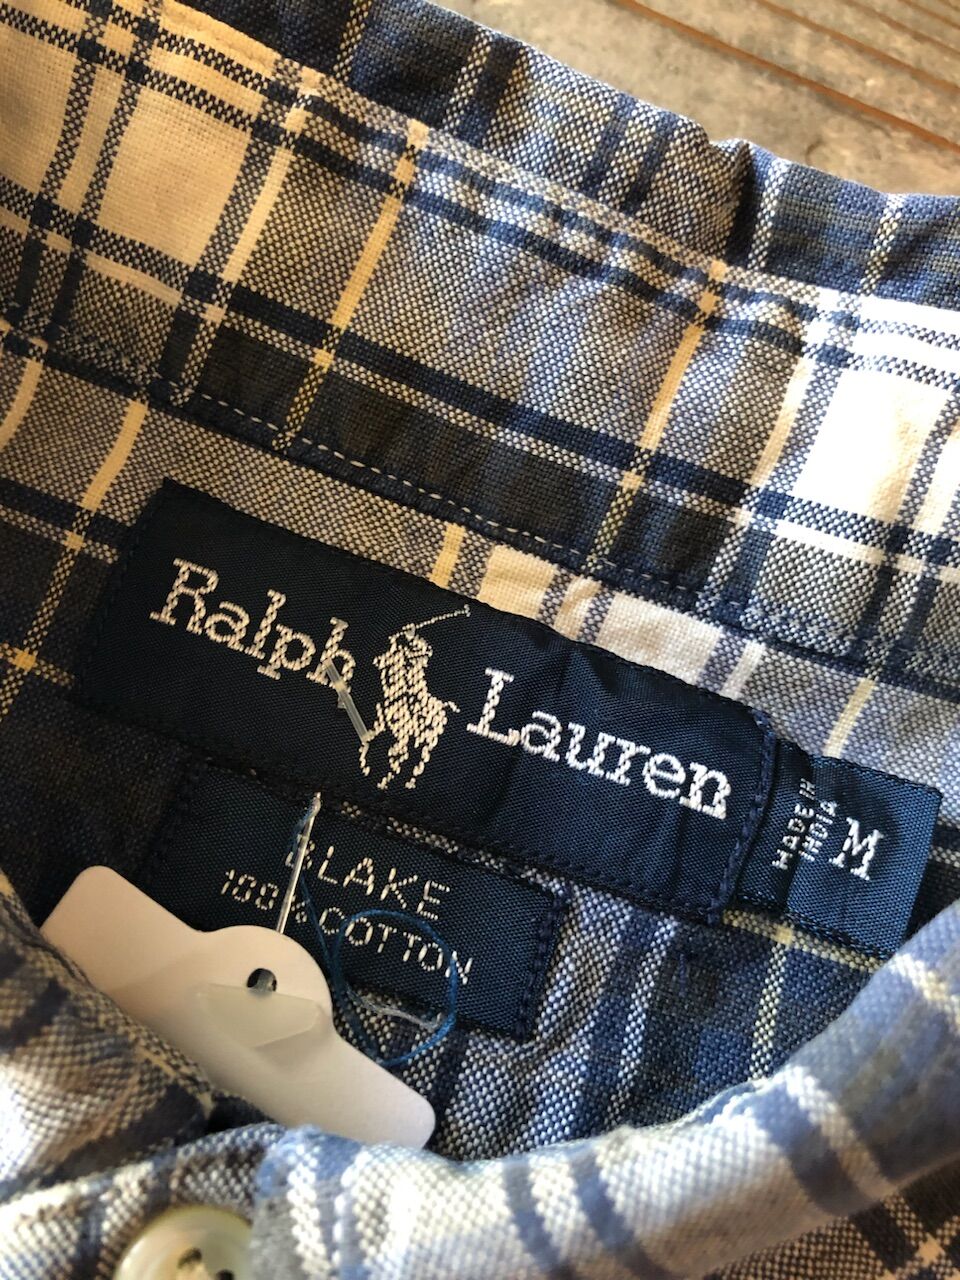 Ralph Lauren
MADE IN
INDIA
M
BLAKE
100% COTTON